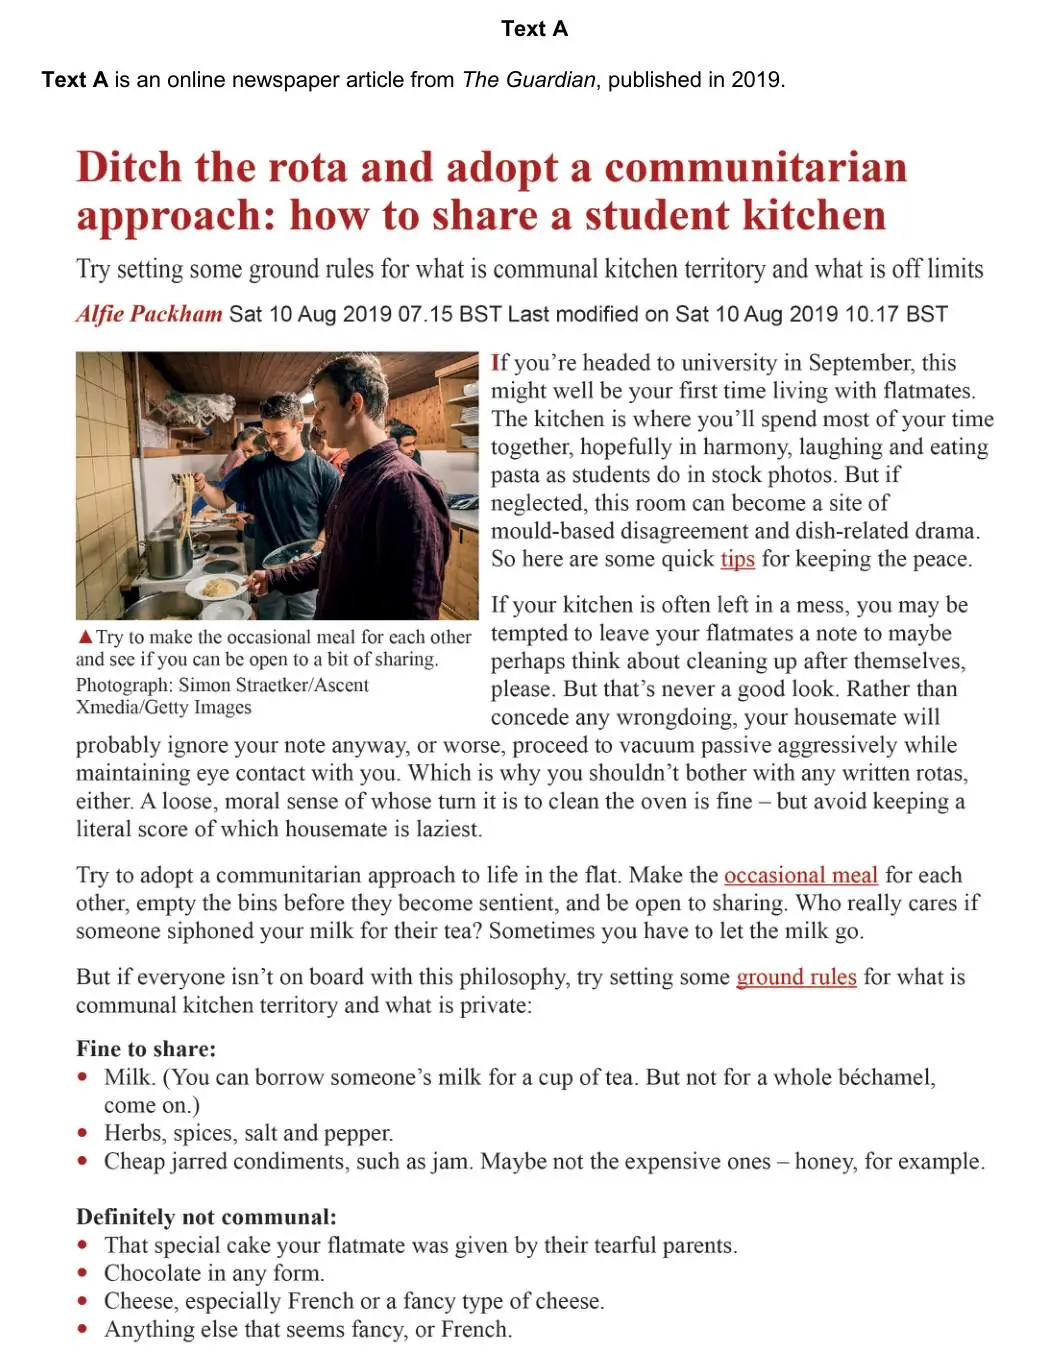 Text A
Text A is an online newspaper article from The Guardian, published in 2019.
Ditch the rota and adopt a communitarian
approach: how to share a student kitchen
Try setting some ground rules for what is communal kitchen territory and what is off limits
Alfie Packham Sat 10 Aug 2019 07.15 BST Last modified on Sat 10 Aug 2019 10.17 BST
▲Try to make the occasional meal for each other
and see if you can be open to a bit of sharing.
Photograph: Simon Straetker/Ascent
Xmedia/Getty Images
If you’re headed to university in September, this
might well be your first time living with flatmates.
The kitchen is where you’ll spend most of your time
together, hopefully in harmony, laughing and eating
pasta as students do in stock photos. But if
neglected, this room can become a site of
mould-based disagreement and dish-related drama.
So here are some quick tips for keeping the peace.
If your kitchen is often left in a mess, you may be
tempted to leave your flatmates a note to maybe
perhaps think about cleaning up after themselves,
please. But that’s never a good look. Rather than
concede any wrongdoing, your housemate will
probably ignore your note anyway, or worse, proceed to vacuum passive aggressively while
maintaining eye contact with you. Which is why you shouldn’t bother with any written rotas,
either. A loose, moral sense of whose turn it is to clean the oven is fine – but avoid keeping a
literal score of which housemate is laziest.
Try to adopt a communitarian approach to life in the flat. Make the occasional meal for each
other, empty the bins before they become sentient, and be open to sharing. Who really cares if
someone siphoned your milk for their tea? Sometimes you have to let the milk go.
But if everyone isn’t on board with this philosophy, try setting some ground rules for what is
communal kitchen territory and what is private:
Fine to share:
• Milk. (You can borrow someone’s milk for a cup of tea. But not for a whole béchamel,
come on.)
• Herbs, spices, salt and pepper.
• Cheap jarred condiments, such as jam. Maybe not the expensive ones – honey, for example.
Definitely not communal:
• That special cake your flatmate was given by their tearful parents.
• Chocolate in any form.
• Cheese, especially French or a fancy type of cheese.
• Anything else that seems fancy, or French.